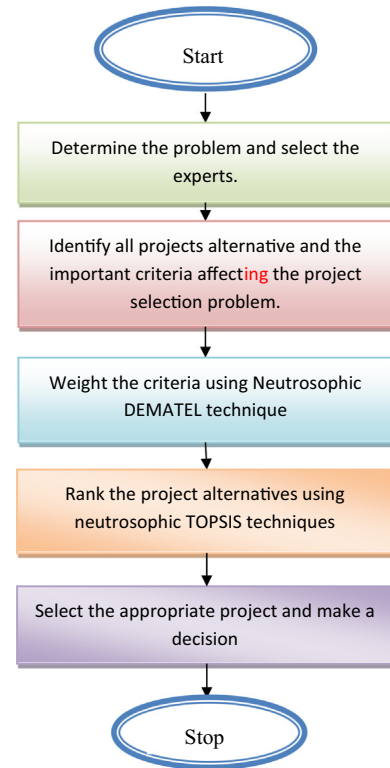 Start
Determine the problem and select the
experts.
Identify all projects alternative and the
important criteria affecting the project
selection problem.
Weight the criteria using Neutrosophic
DEMATEL technique
Rank the project alternatives using
neutrosophic TOPSIS techniques
Select the appropriate project and make a
decision
Stop